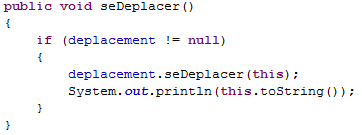 public void seDeplacer()
{
    if (deplacement != null)
    {
        deplacement.seDeplacer(this);
        System.out.println(this.toString());
    }
}